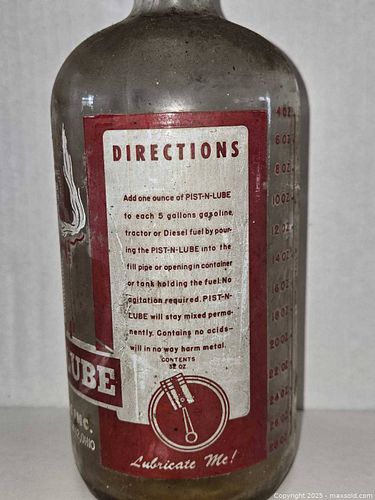 DIRECTIONS
Add one ounce of PIST-N-LUBE
to each 5 gallons gasoline,
tractor or Diesel fuel by pour-
ing the PIST-N-LUBE into the
fill pipe or opening in container
or tank holding the fuel. No
agitation required. PIST-N-
LUBE will stay mixed perma-
nently. Contains no acids-
will in no way harm metal.
CONTENTS
32 OZ
Lubricate Me!
UBE
INC.
4 OZ
6 OZ
8 OZ
10 OZ
12 OZ
14 OZ
16 OZ
18 OZ
20 OZ
22 OZ
24 OZ
26 OZ
28 OZ
Copyright 2025 - maxsold.com